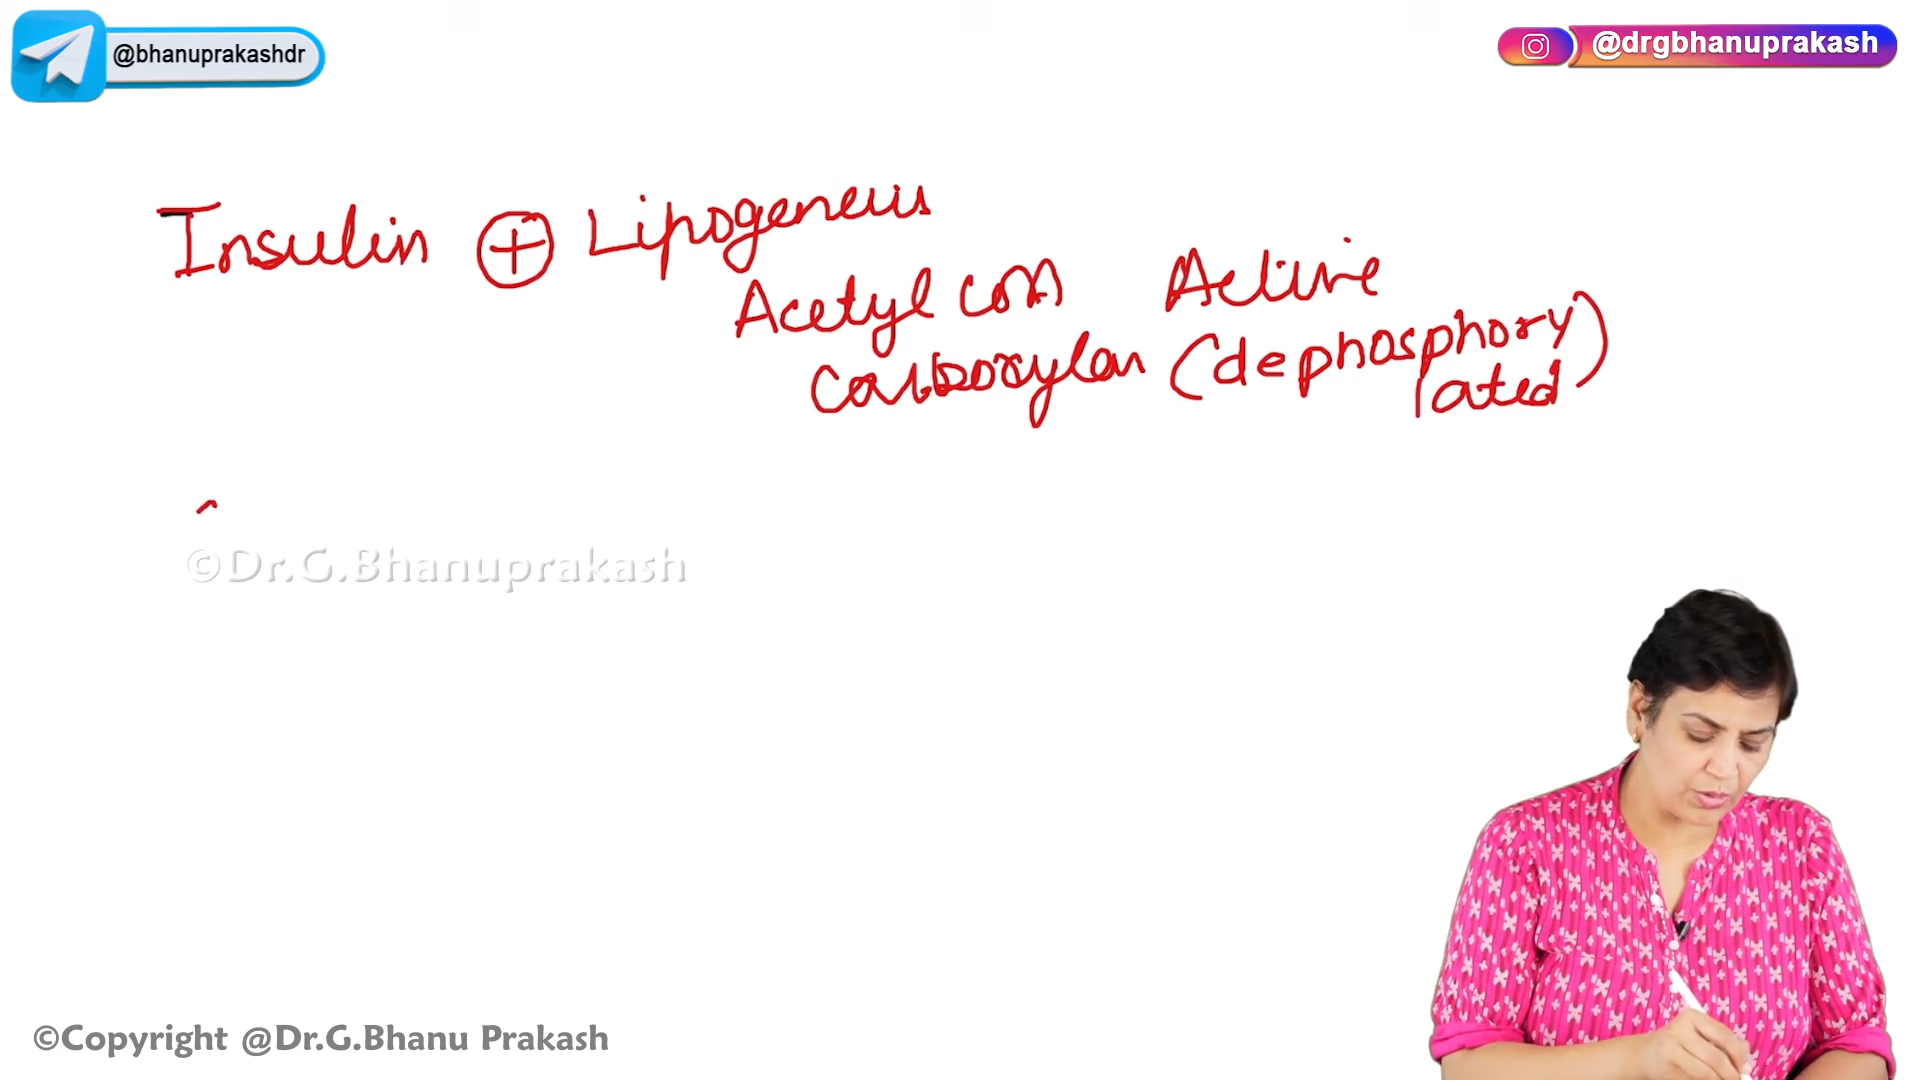 @bhanuprakashdr
@drgbhanuprakash
Insulin + Lipogenesis
Acetyl CoA Active
Carboxylase (dephosphory
lated)
©Dr.G.Bhanuprakash
©Copyright @Dr.G.Bhanu Prakash